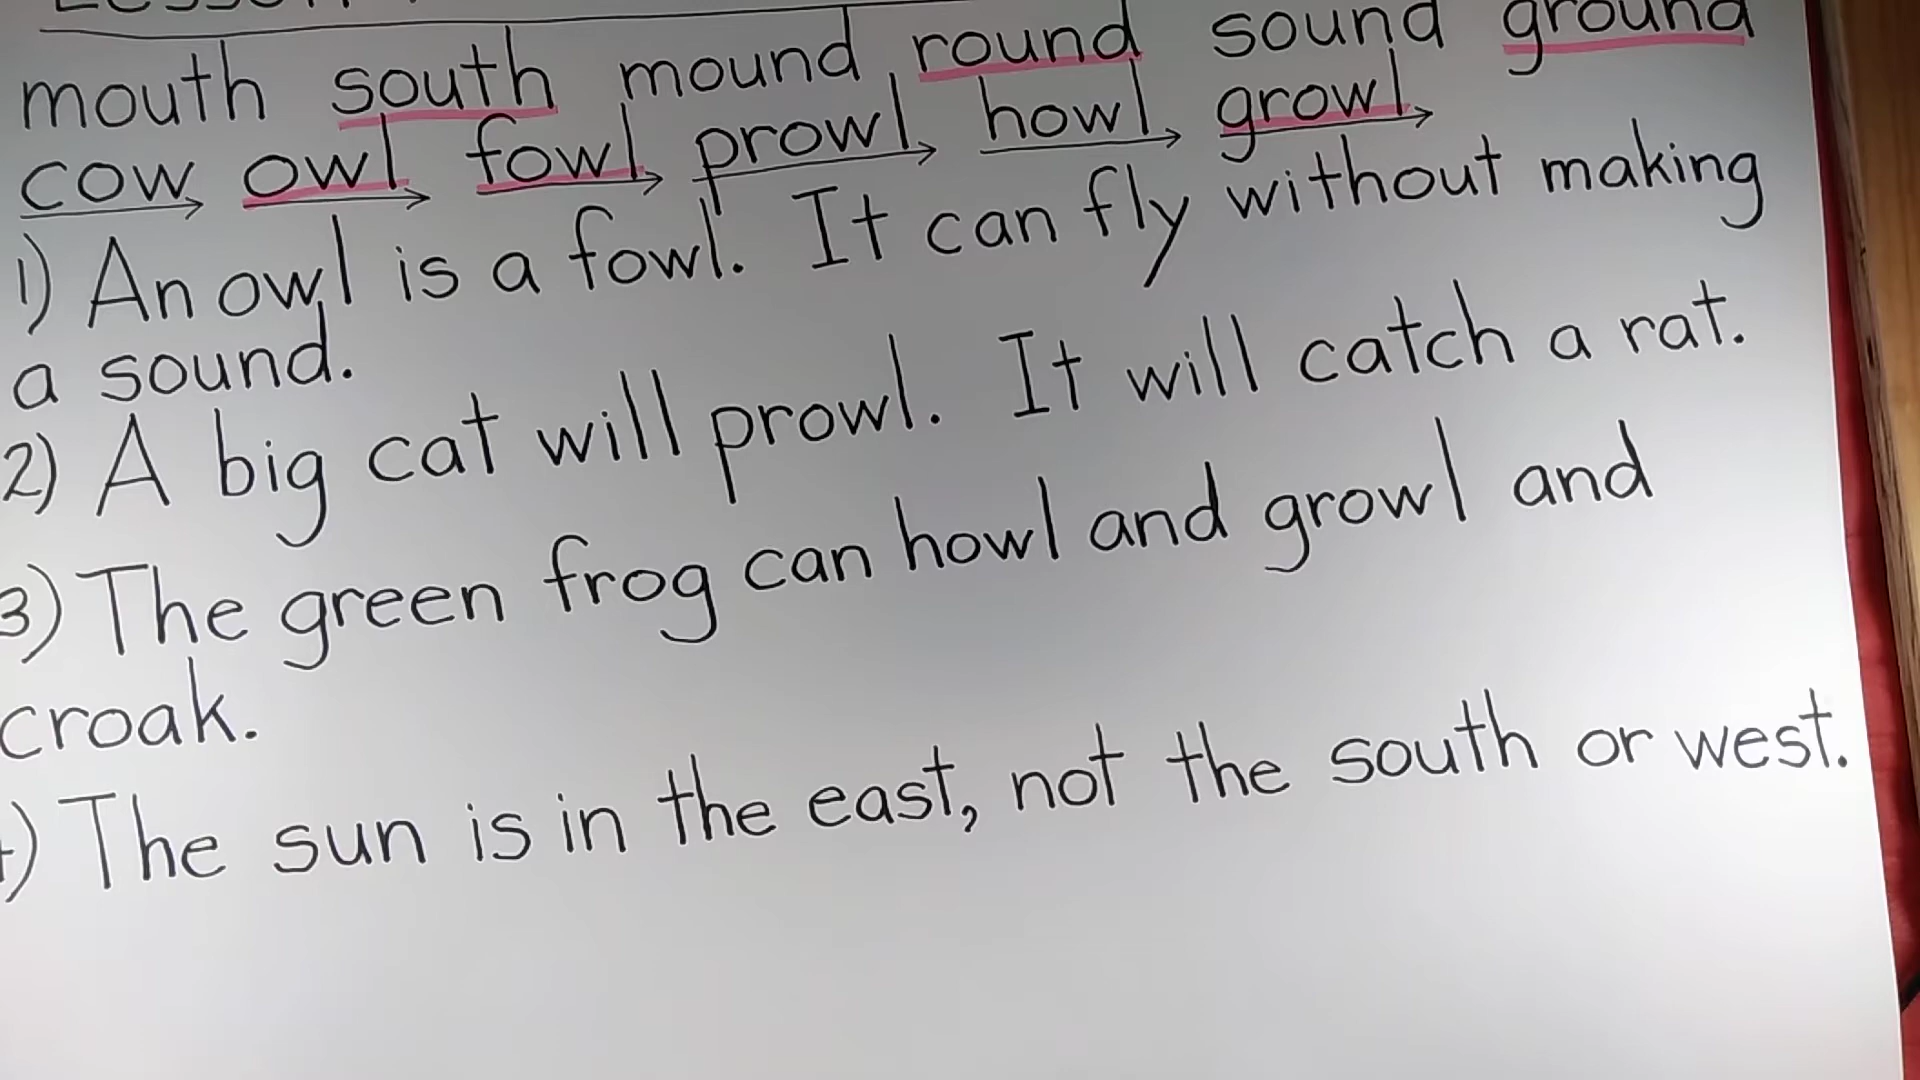 Lesson
mouth south mound round sound ground
cow owl fowl prowl howl growl
1) An owl is a fowl. It can fly without making
a sound.
2) A big cat will prowl. It will catch a rat.
3) The green frog can howl and growl and
croak.
) The sun is in the east, not the south or west.